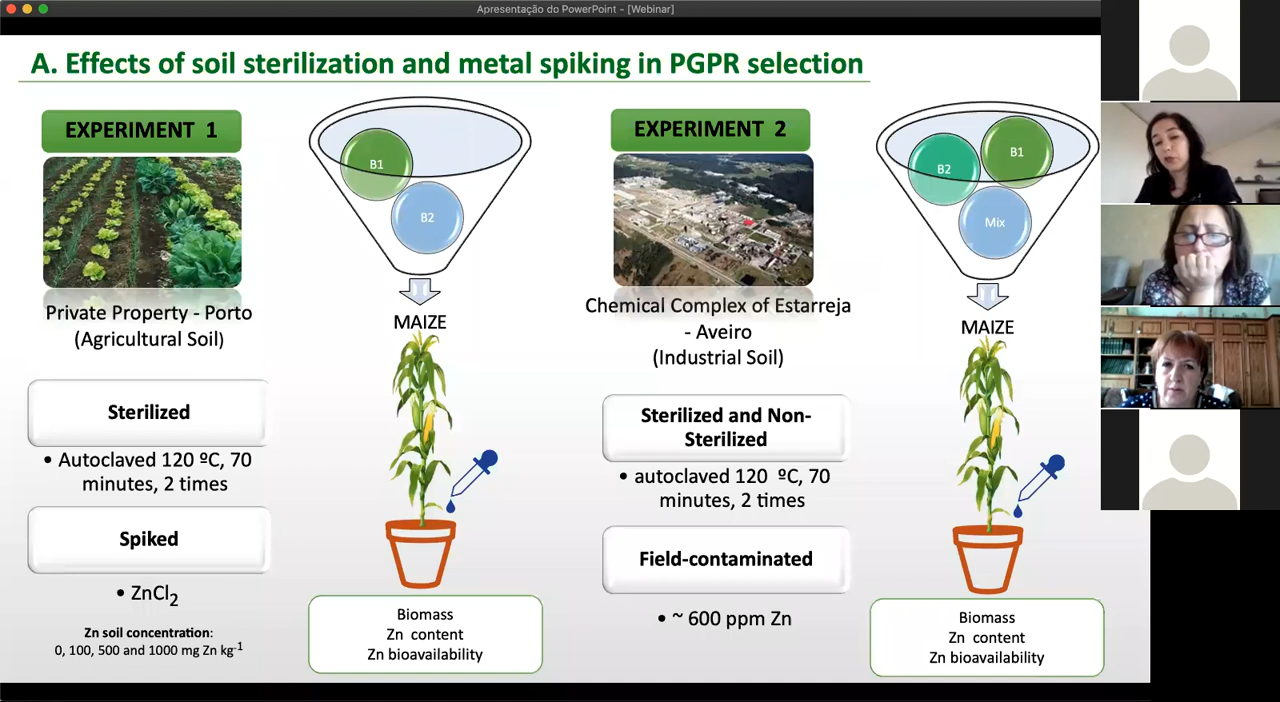 Apresentação do PowerPoint - [Webinar]
A. Effects of soil sterilization and metal spiking in PGPR selection
EXPERIMENT 1
Private Property - Porto
(Agricultural Soil)
Sterilized
• Autoclaved 120 ºC, 70
minutes, 2 times
Spiked
• ZnCl2
Zn soil concentration:
0, 100, 500 and 1000 mg Zn kg-1
B1
B2
MAIZE
Biomass
Zn content
Zn bioavailability
EXPERIMENT 2
Chemical Complex of Estarreja
- Aveiro
(Industrial Soil)
Sterilized and Non-
Sterilized
• autoclaved 120 ºC, 70
minutes, 2 times
Field-contaminated
• ~ 600 ppm Zn
B2
B1
Mix
MAIZE
Biomass
Zn content
Zn bioavailability